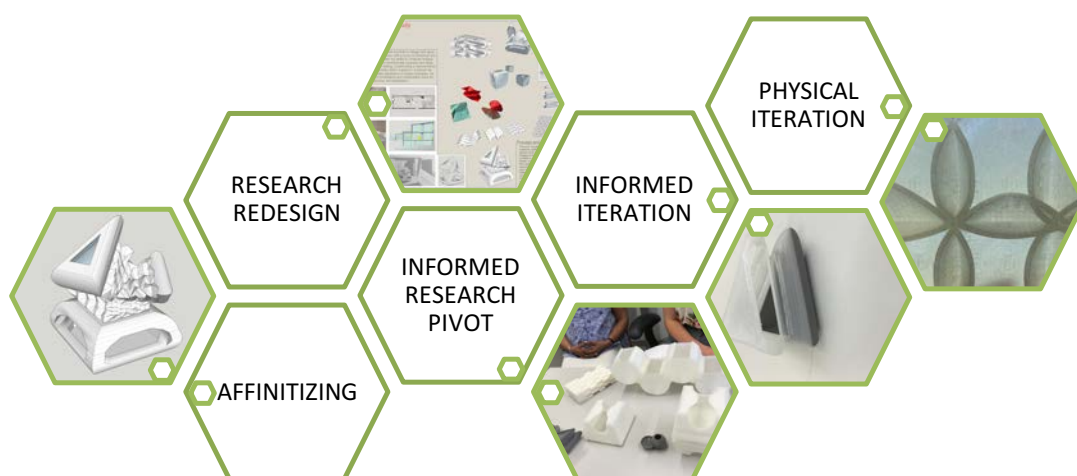 PHYSICAL
ITERATION
RESEARCH
REDESIGN
INFORMED
ITERATION
INFORMED
RESEARCH
PIVOT
AFFINITIZING